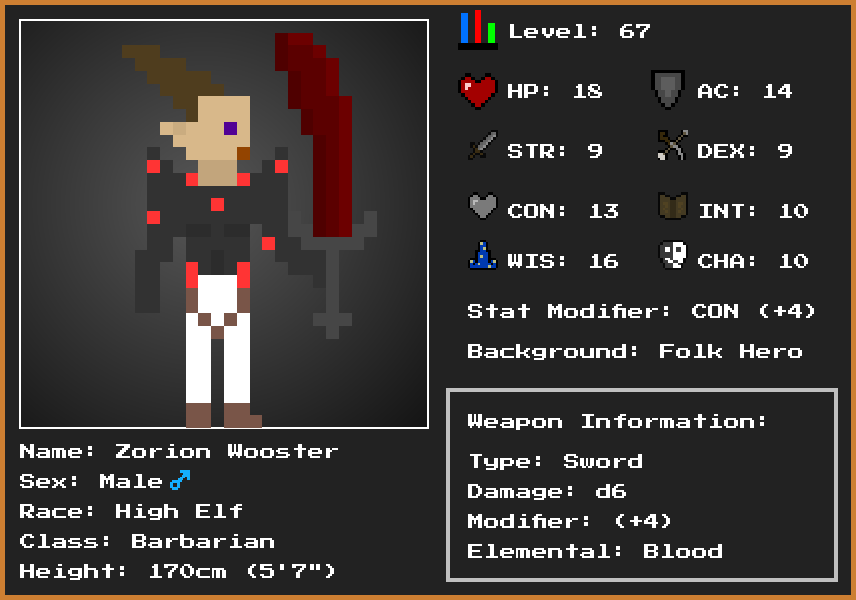 Level: 67
HP: 18
AC: 14
STR: 9
DEX: 9
CON: 13
INT: 10
WIS: 16
CHA: 10
Stat Modifier: CON (+4)
Background: Folk Hero
Weapon Information:
Type: Sword
Damage: d6
Modifier: (+4)
Elemental: Blood
Name: Zorion Wooster
Sex: Male♂
Race: High Elf
Class: Barbarian
Height: 170cm (5'7")